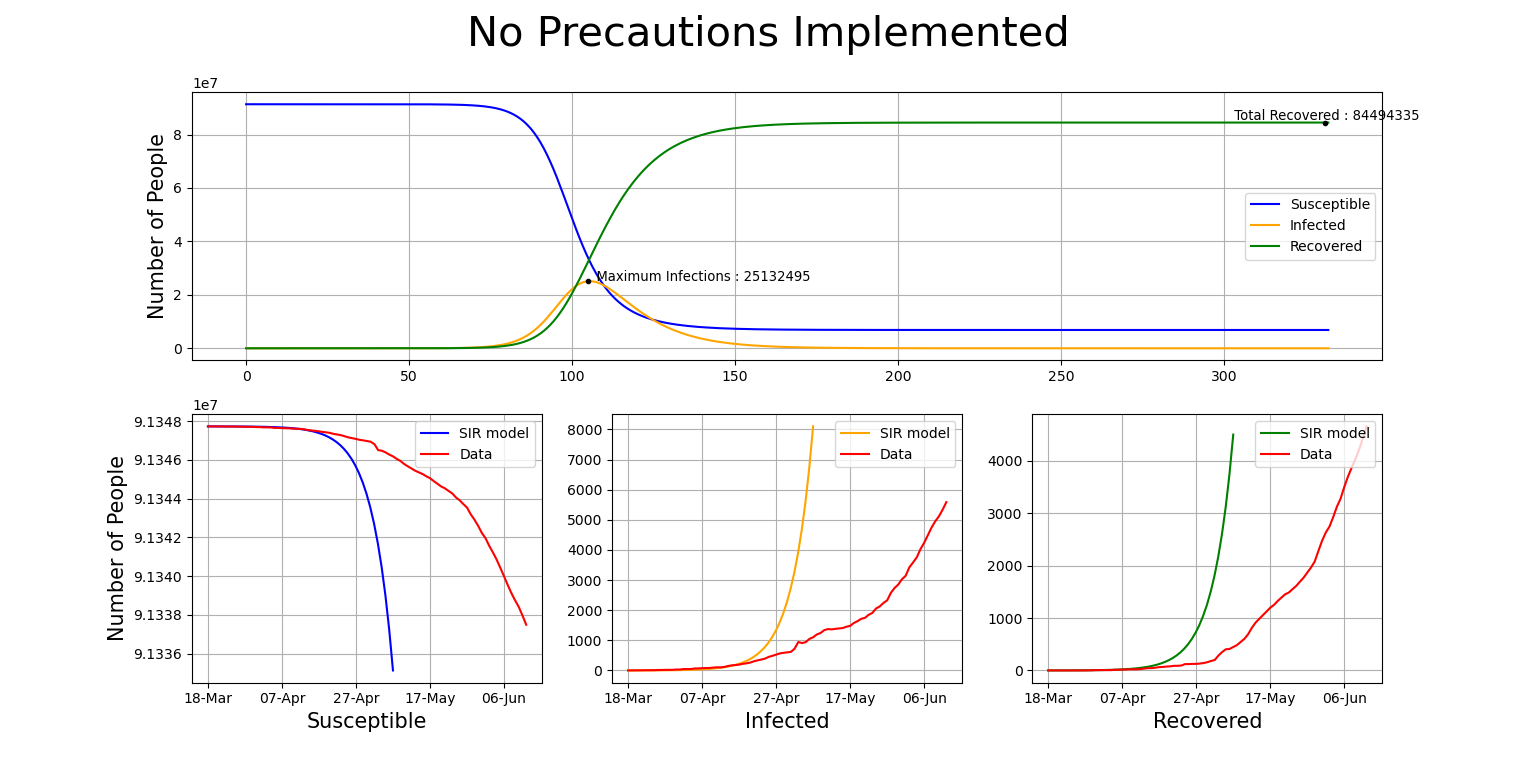 No Precautions Implemented
1e7
Number of People
8
6
4
2
0
0 50 100 150 200 250 300
Total Recovered : 84494335
Maximum Infections : 25132495
Susceptible
Infected
Recovered
1e7
Number of People
9.1348
9.1346
9.1344
9.1342
9.1340
9.1338
9.1336
SIR model
Data
18-Mar 07-Apr 27-Apr 17-May 06-Jun
Susceptible
8000
7000
6000
5000
4000
3000
2000
1000
0
SIR model
Data
18-Mar 07-Apr 27-Apr 17-May 06-Jun
Infected
4000
3000
2000
1000
0
SIR model
Data
18-Mar 07-Apr 27-Apr 17-May 06-Jun
Recovered